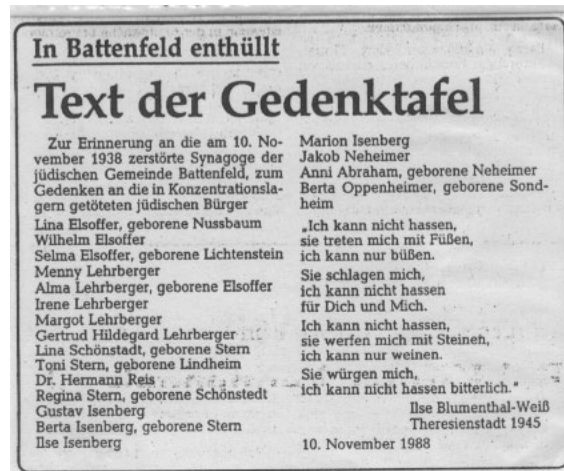 In Battenfeld enthüllt
Text der Gedenktafel
Zur Erinnerung an die am 10. No-
vember 1938 zerstörte Synagoge der
jüdischen Gemeinde Battenfeld, zum
Gedenken an die in Konzentrationsla-
gern getöteten jüdischen Bürger
Lina Elsoffer, geborene Nussbaum
Wilhelm Elsoffer
Selma Elsoffer, geborene Lichtenstein
Menny Lehrberger
Alma Lehrberger, geborene Elsoffer
Irene Lehrberger
Margot Lehrberger
Gertrud Hildegard Lehrberger
Lina Schönstadt, geborene Stern
Toni Stern, geborene Lindheim
Dr. Hermann Reis
Regina Stern, geborene Schönstedt
Gustav Isenberg
Berta Isenberg, geborene Stern
Ilse Isenberg
Marion Isenberg
Jakob Neheimer
Anni Abraham, geborene Neheimer
Berta Oppenheimer, geborene Sond-
heim
„Ich kann nicht hassen,
sie treten mich mit Füßen,
ich kann nur büßen.
Sie schlagen mich,
ich kann nicht hassen
für Dich und Mich.
Ich kann nicht hassen,
sie werfen mich mit Steinen,
ich kann nur weinen.
Sie würgen mich,
ich kann nicht hassen bitterlich."
Ilse Blumenthal-Weiß
Theresienstadt 1945
10. November 1988